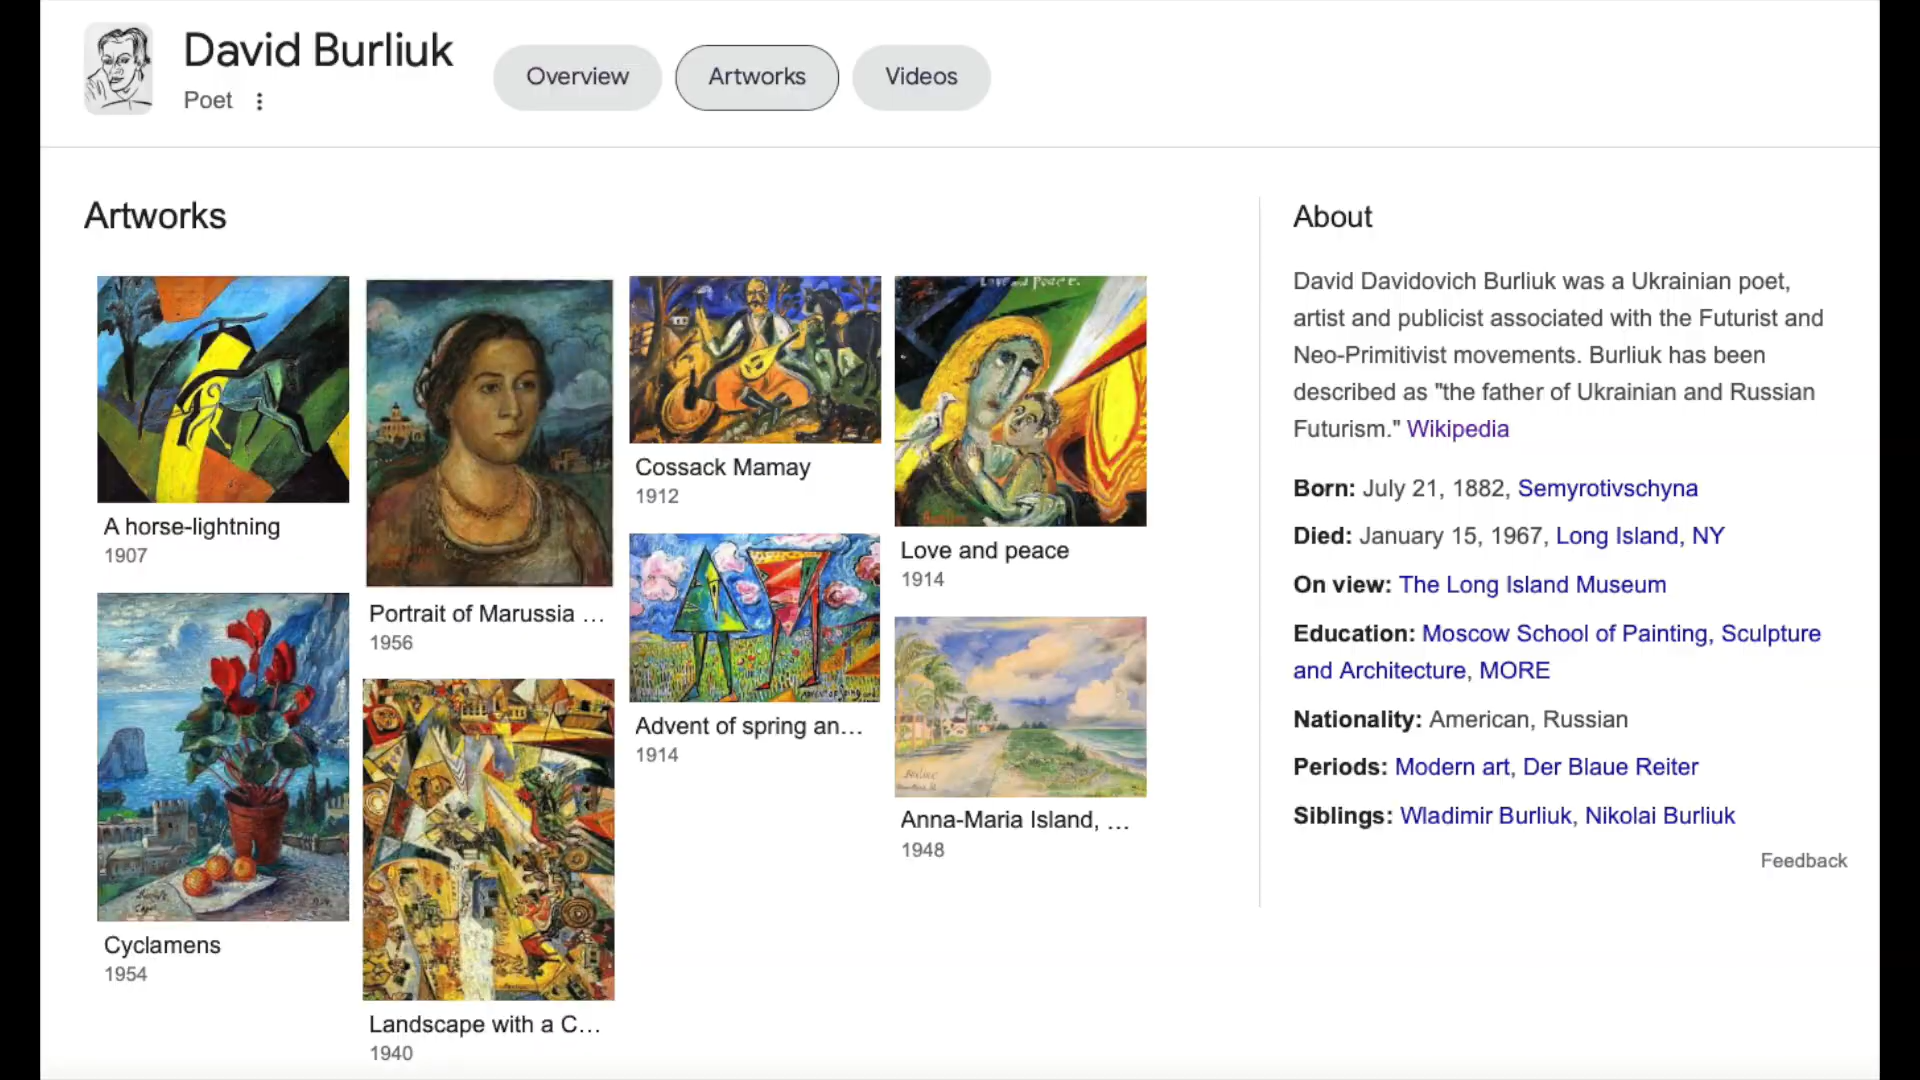 David Burliuk
Poet
Overview
Artworks
Videos
Artworks
A horse-lightning
1907
Cyclamens
1954
Portrait of Marussia ...
1956
Landscape with a C...
1940
Cossack Mamay
1912
Advent of spring an...
1914
Love and peace
1914
Anna-Maria Island, ...
1948
About
David Davidovich Burliuk was a Ukrainian poet,
artist and publicist associated with the Futurist and
Neo-Primitivist movements. Burliuk has been
described as "the father of Ukrainian and Russian
Futurism." Wikipedia
Born: July 21, 1882, Semyrotivschyna
Died: January 15, 1967, Long Island, NY
On view: The Long Island Museum
Education: Moscow School of Painting, Sculpture
and Architecture, MORE
Nationality: American, Russian
Periods: Modern art, Der Blaue Reiter
Siblings: Wladimir Burliuk, Nikolai Burliuk
Feedback